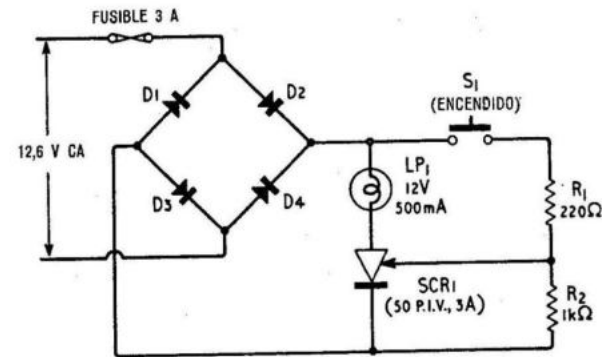 FUSIBLE 3 A
D1
D2
S1
(ENCENDIDO)
12,6 V CA
LP1
12V
500mA
R1
220Ω
D3
D4
SCR1
(50 P.I.V., 3A)
R2
1kΩ